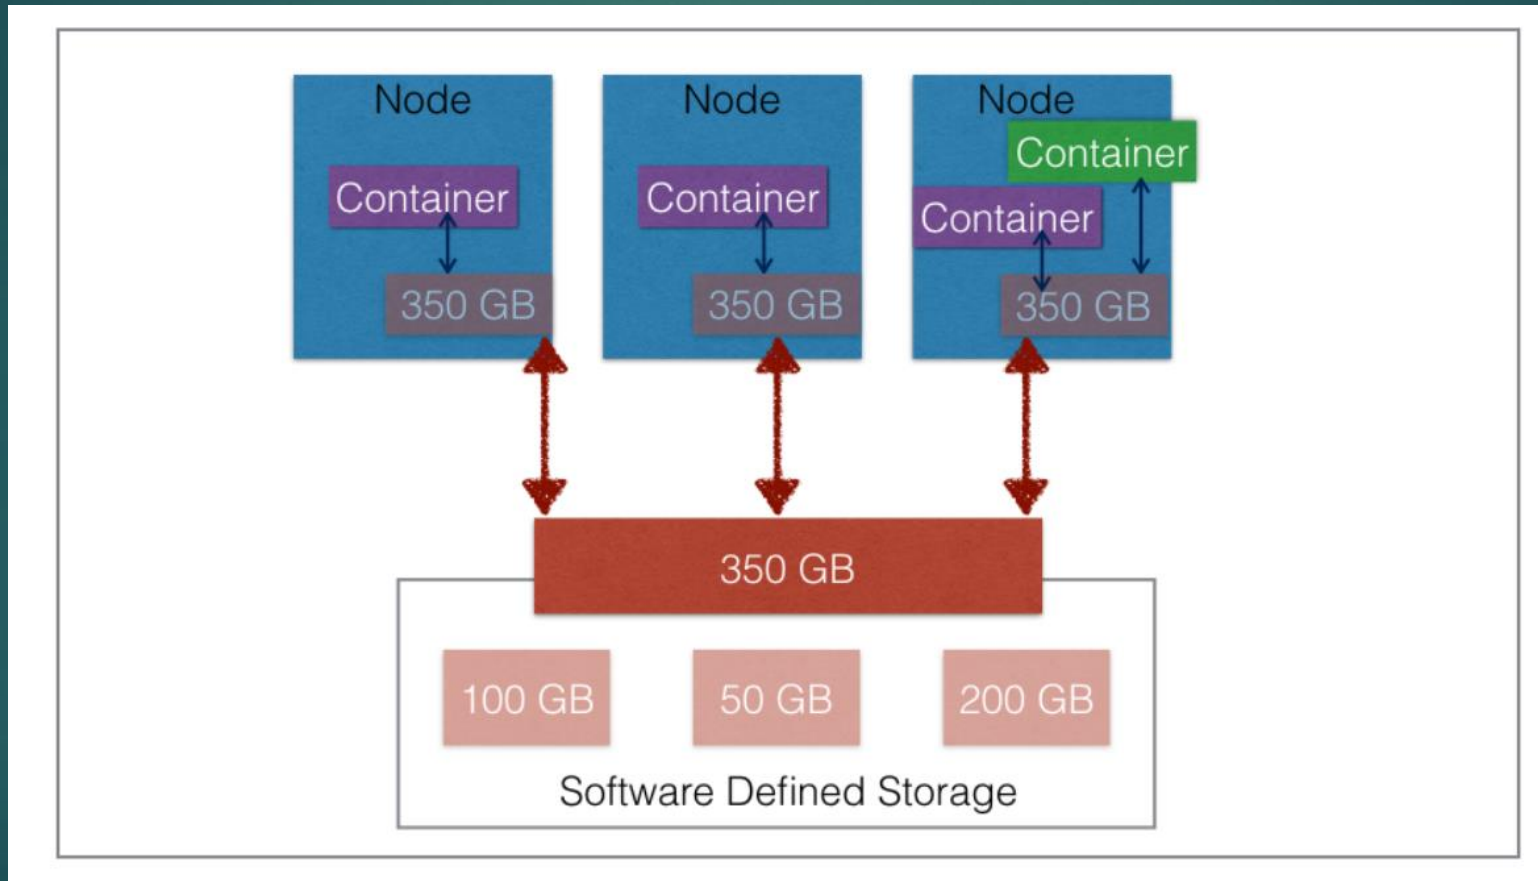 Node
Container
350 GB
Node
Container
350 GB
Node
Container
Container
350 GB
350 GB
100 GB
50 GB
200 GB
Software Defined Storage